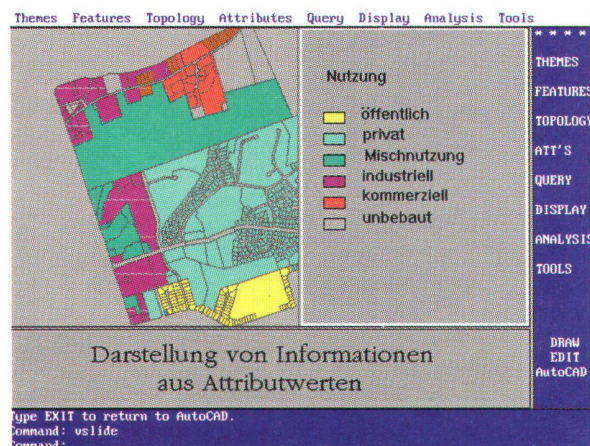 Themes Features Topology Attributes Query Display Analysis Tools
* * * *
THEMES
FEATURES
TOPOLOGY
ATT'S
QUERY
DISPLAY
ANALYSIS
TOOLS
DRAW
EDIT
AutoCAD
Nutzung
öffentlich
privat
Mischnutzung
industriell
kommerziell
unbebaut
Darstellung von Informationen
aus Attributwerten
Type EXIT to return to AutoCAD.
Command: vslide
Command: